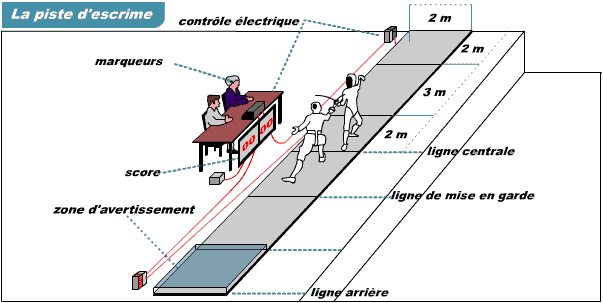 La piste d'escrime
contrôle électrique
2 m
2 m
marqueurs
3 m
2 m
ligne centrale
score
ligne de mise en garde
zone d'avertissement
ligne arrière